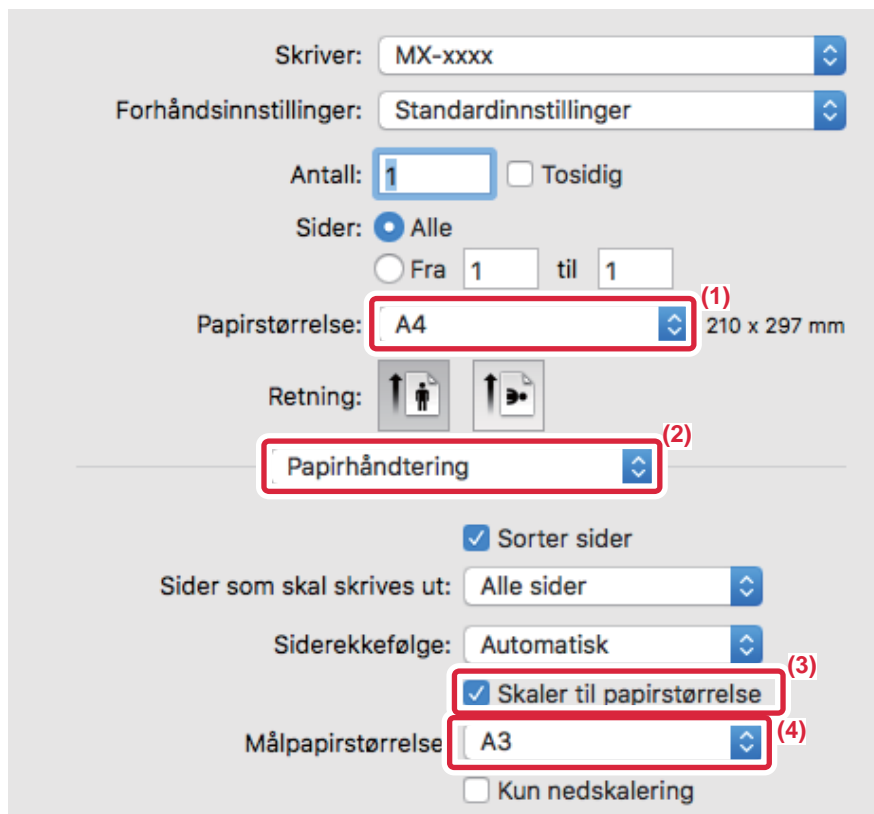 Skriver: MX-xxxx
Forhåndsinnstillinger: Standardinnstillinger
Antall: 1 Tosidig
Sider: Alle
Fra 1 til 1
(1)
Papirstørrelse: A4 210 x 297 mm
Retning:
(2)
Papirhåndtering
Sorter sider
Sider som skal skrives ut: Alle sider
Siderekkefølge: Automatisk
(3)
Skaler til papirstørrelse
Målpapirstørrelse A3 (4)
Kun nedskalering